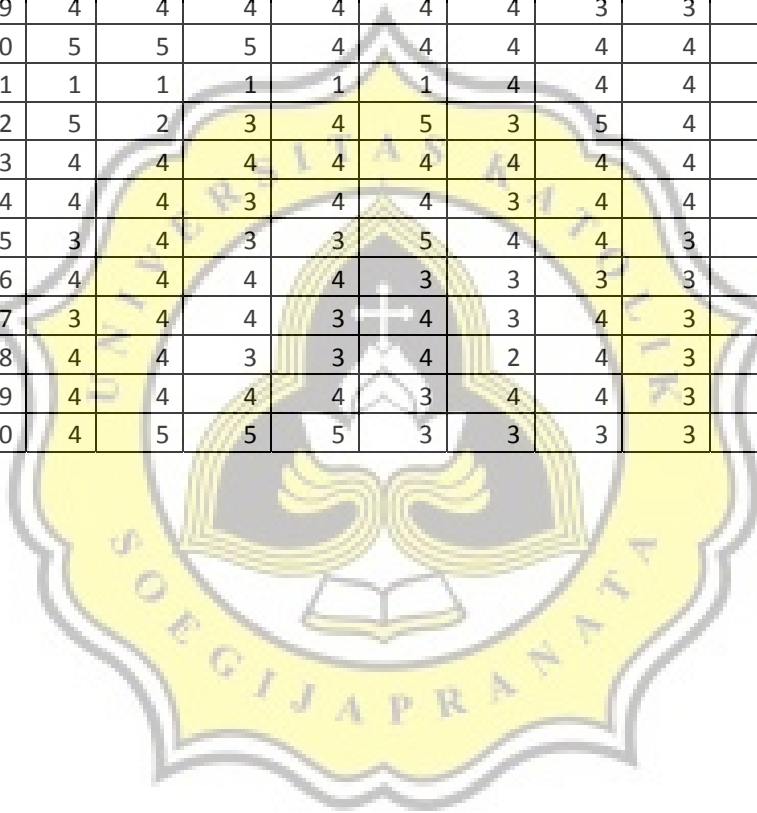 9 4 4 4 4 4 4 3 3
0 5 5 5 4 4 4 4 4
1 1 1 1 1 1 4 4 4
2 5 2 3 4 5 3 5 4
3 4 4 4 4 4 4 4 4
4 4 4 3 4 4 3 4 4
5 3 4 3 3 5 4 4 3
6 4 4 4 4 3 3 3 3
7 3 4 4 3 4 3 4 3
8 4 4 3 3 4 2 4 3
9 4 4 4 4 3 4 4 3
0 4 5 5 5 3 3 3 3
UNIVERSITAS KATOLIK
SOEGIJAPRANATA